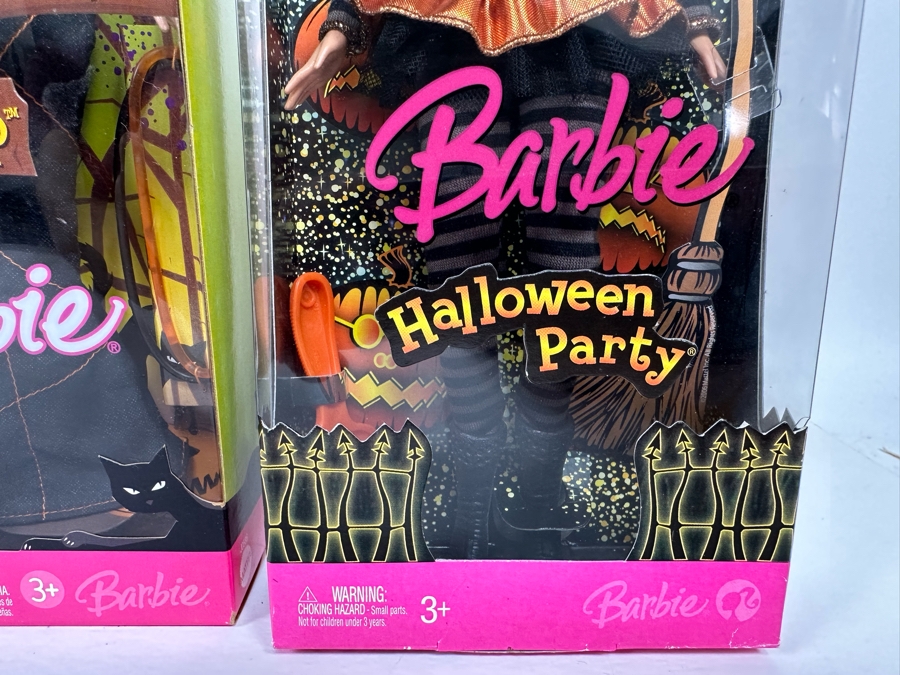 TM
bie®
3+
Barbie
Barbie
Halloween
Party®
WARNING:
CHOKING HAZARD - Small parts.
Not for children under 3 years.
3+
Barbie